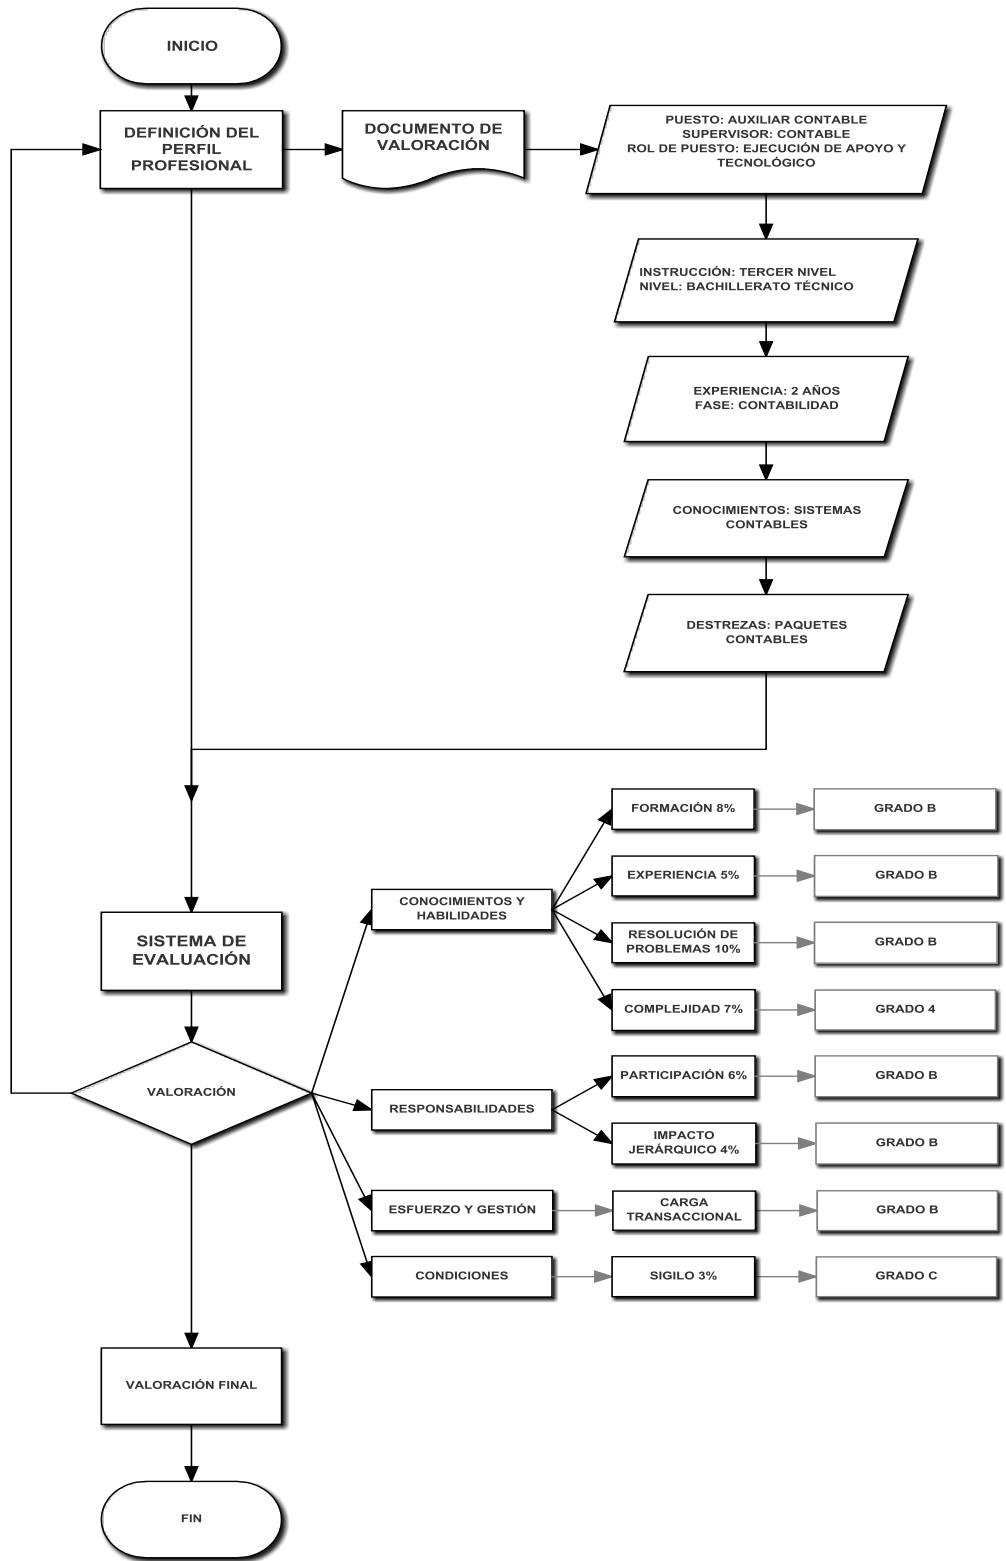 INICIO
DEFINICIÓN DEL
PERFIL
PROFESIONAL
DOCUMENTO DE
VALORACIÓN
PUESTO: AUXILIAR CONTABLE
SUPERVISOR: CONTABLE
ROL DE PUESTO: EJECUCIÓN DE APOYO Y
TECNOLÓGICO
INSTRUCCIÓN: TERCER NIVEL
NIVEL: BACHILLERATO TÉCNICO
EXPERIENCIA: 2 AÑOS
FASE: CONTABILIDAD
CONOCIMIENTOS: SISTEMAS
CONTABLES
DESTREZAS: PAQUETES
CONTABLES
SISTEMA DE
EVALUACIÓN
VALORACIÓN
CONOCIMIENTOS Y
HABILIDADES
FORMACIÓN 8%
GRADO B
EXPERIENCIA 5%
GRADO B
RESOLUCIÓN DE
PROBLEMAS 10%
GRADO B
COMPLEJIDAD 7%
GRADO 4
RESPONSABILIDADES
PARTICIPACIÓN 6%
GRADO B
IMPACTO
JERÁRQUICO 4%
GRADO B
ESFUERZO Y GESTIÓN
CARGA
TRANSACCIONAL
GRADO B
CONDICIONES
SIGILO 3%
GRADO C
VALORACIÓN FINAL
FIN